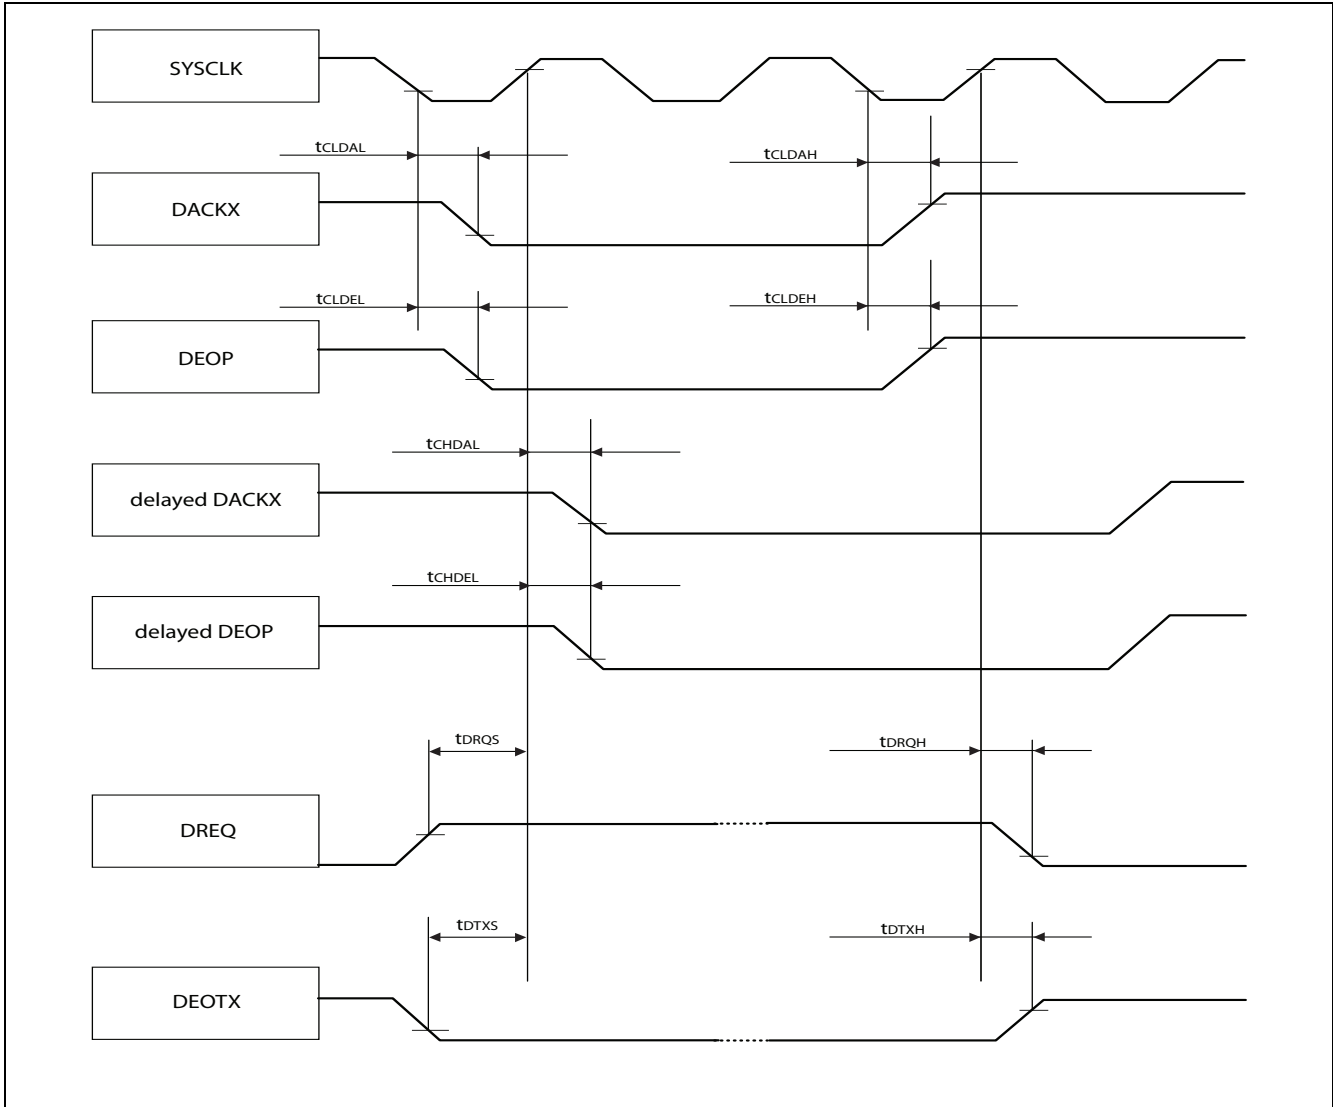 SYSCLK
tCLDAL
tCLDAH
DACKX
tCLDEL
tCLDEH
DEOP
tCHDAL
delayed DACKX
tCHDEL
delayed DEOP
tDRQS
tDRQH
DREQ
tDTXS
tDTXH
DEOTX